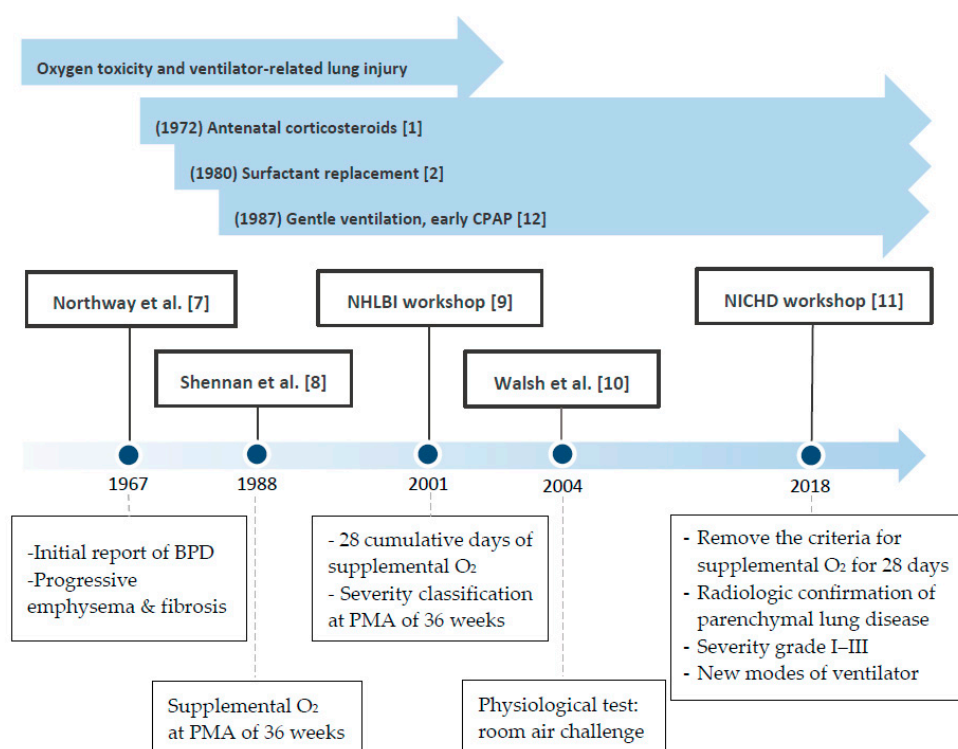 Oxygen toxicity and ventilator-related lung injury
(1972) Antenatal corticosteroids [1]
(1980) Surfactant replacement [2]
(1987) Gentle ventilation, early CPAP [12]
Northway et al. [7]
NHLBI workshop [9]
NICHD workshop [11]
Shennan et al. [8]
Walsh et al. [10]
1967
1988
2001
2004
2018
-Initial report of BPD
-Progressive
emphysema & fibrosis
- 28 cumulative days of
supplemental O₂
- Severity classification
at PMA of 36 weeks
- Remove the criteria for
supplemental O₂ for 28 days
- Radiologic confirmation of
parenchymal lung disease
- Severity grade I–III
- New modes of ventilator
Supplemental O₂
at PMA of 36 weeks
Physiological test:
room air challenge